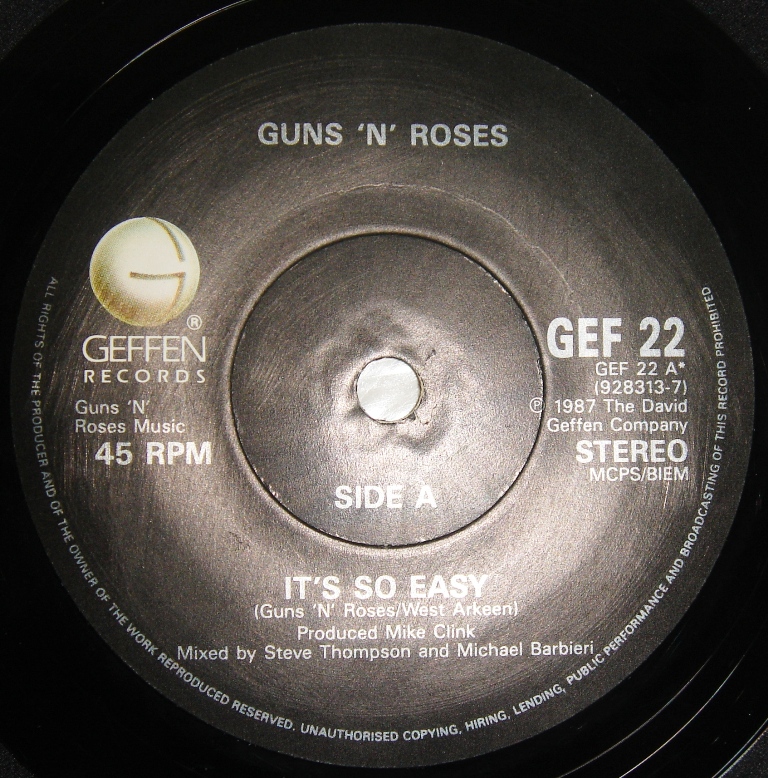 GUNS 'N' ROSES
®
GEFFEN
RECORDS
Guns 'N'
Roses Music
45 RPM
GEF 22
GEF 22 A*
(928313-7)
℗ 1987 The David
Geffen Company
STEREO
MCPS/BIEM
SIDE A
IT'S SO EASY
(Guns 'N' Roses/West Arkeen)
Produced Mike Clink
Mixed by Steve Thompson and Michael Barbieri
ALL RIGHTS OF THE PRODUCER AND OF THE OWNER OF THE WORK REPRODUCED RESERVED. UNAUTHORISED COPYING, HIRING, LENDING, PUBLIC PERFORMANCE AND BROADCASTING OF THIS RECORD PROHIBITED